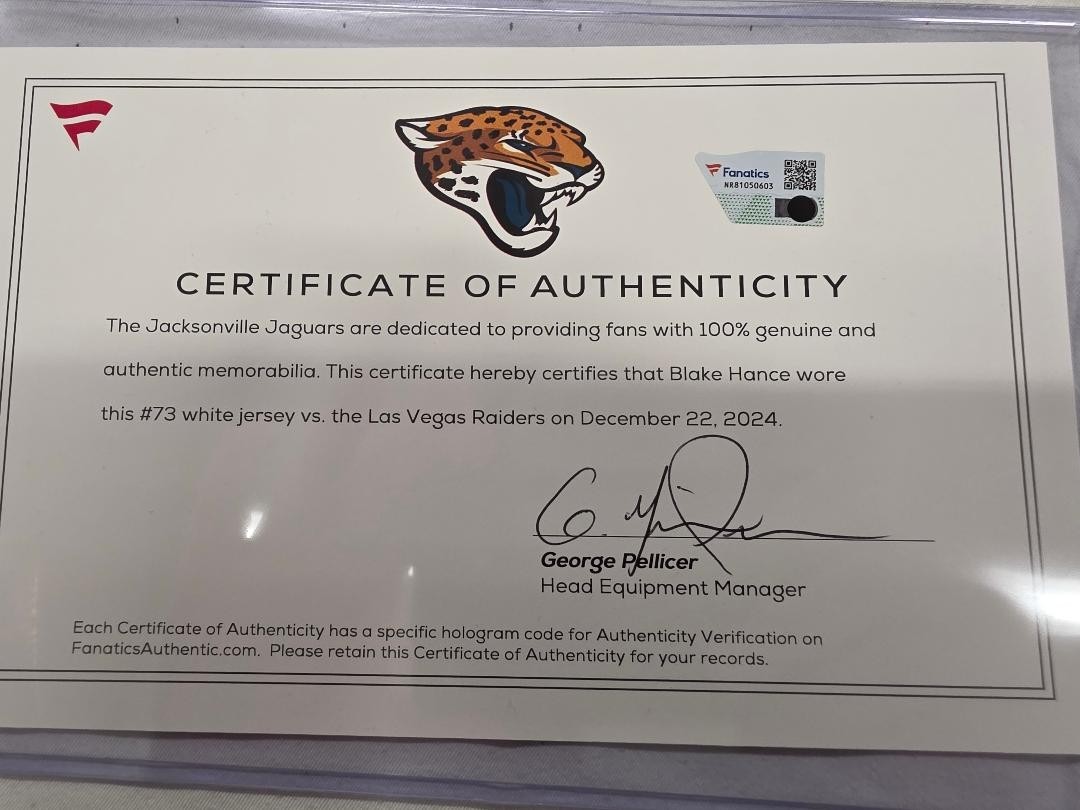 Fanatics
NR81050603
CERTIFICATE OF AUTHENTICITY
The Jacksonville Jaguars are dedicated to providing fans with 100% genuine and
authentic memorabilia. This certificate hereby certifies that Blake Hance wore
this #73 white jersey vs. the Las Vegas Raiders on December 22, 2024.
George Pellicer
Head Equipment Manager
Each Certificate of Authenticity has a specific hologram code for Authenticity Verification on
FanaticsAuthentic.com. Please retain this Certificate of Authenticity for your records.